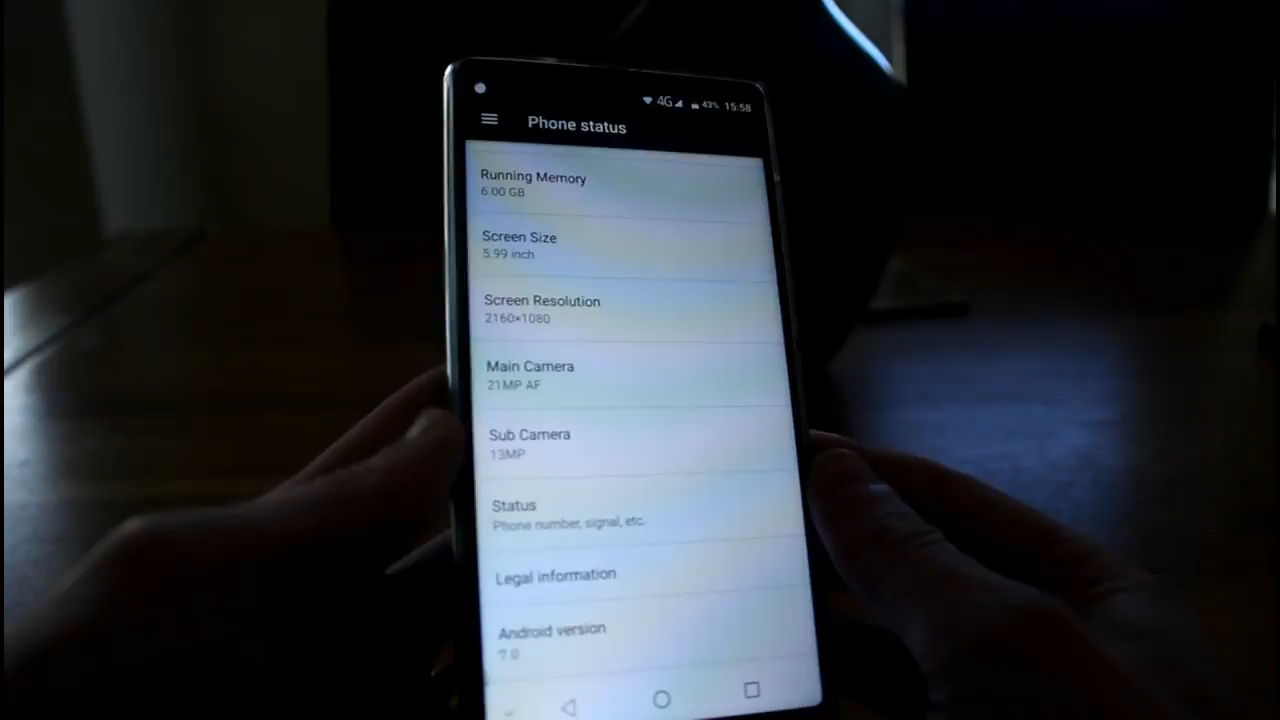 4G 43% 15:58
Phone status
Running Memory
6.00 GB
Screen Size
5.99 inch
Screen Resolution
2160×1080
Main Camera
21MP AF
Sub Camera
13MP
Status
Phone number, signal, etc.
Legal information
Android version
7.0